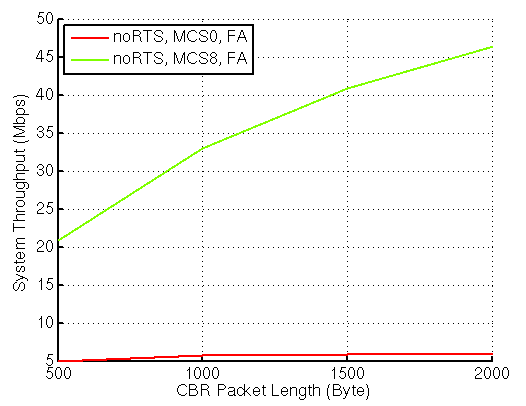 50
45
40
35
30
25
20
15
10
5
System Throughput (Mbps)
noRTS, MCS0, FA
noRTS, MCS8, FA
500 1000 1500 2000
CBR Packet Length (Byte)